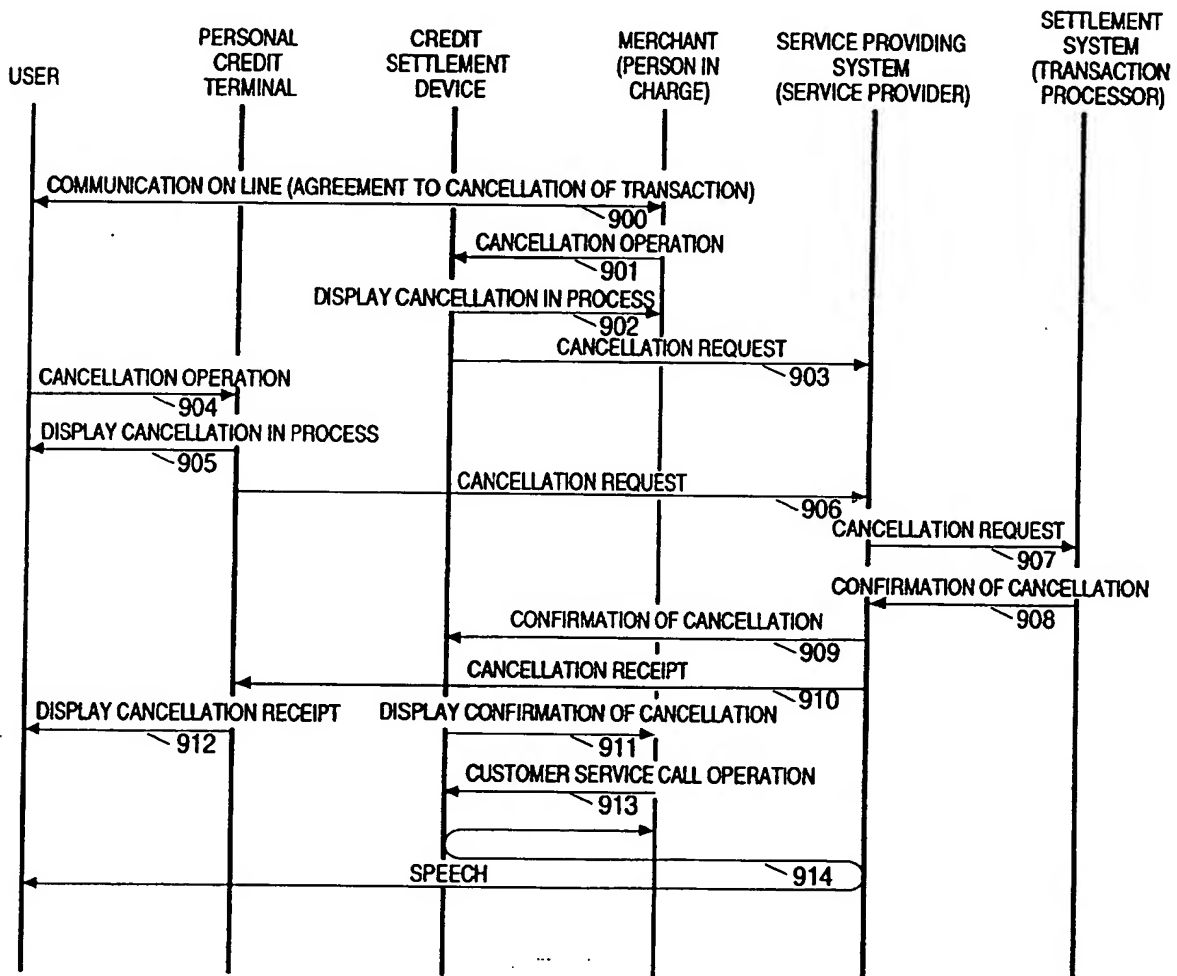 USER
PERSONAL
CREDIT
TERMINAL
CREDIT
SETTLEMENT
DEVICE
MERCHANT
(PERSON IN
CHARGE)
SERVICE PROVIDING
SYSTEM
(SERVICE PROVIDER)
SETTLEMENT
SYSTEM
(TRANSACTION
PROCESSOR)
COMMUNICATION ON LINE (AGREEMENT TO CANCELLATION OF TRANSACTION)
900
CANCELLATION OPERATION
901
DISPLAY CANCELLATION IN PROCESS
902
CANCELLATION REQUEST
903
CANCELLATION OPERATION
904
DISPLAY CANCELLATION IN PROCESS
905
CANCELLATION REQUEST
906
CANCELLATION REQUEST
907
CONFIRMATION OF CANCELLATION
908
CONFIRMATION OF CANCELLATION
909
CANCELLATION RECEIPT
910
DISPLAY CANCELLATION RECEIPT
912
DISPLAY CONFIRMATION OF CANCELLATION
911
CUSTOMER SERVICE CALL OPERATION
913
SPEECH
914